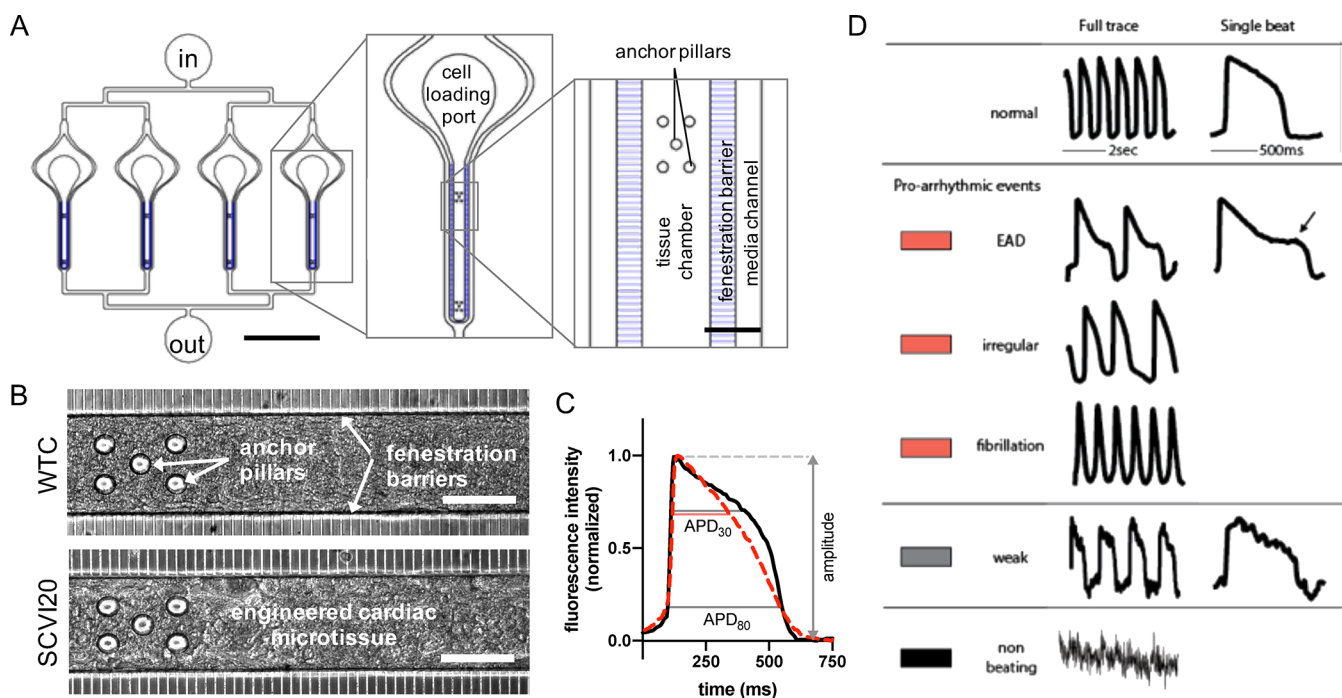 A
in
out
cell
loading
port
anchor pillars
tissue
chamber
fenestration barrier
media channel
B
WTC
anchor
pillars
fenestration
barriers
SCVI20
engineered cardiac
microtissue
C
fluorescence intensity
(normalized)
1.0
0.5
0.0
APD30
APD80
amplitude
250
500
750
time (ms)
D
Full trace
Single beat
normal
2sec
500ms
Pro-arrhythmic events
EAD
irregular
fibrillation
weak
non
beating